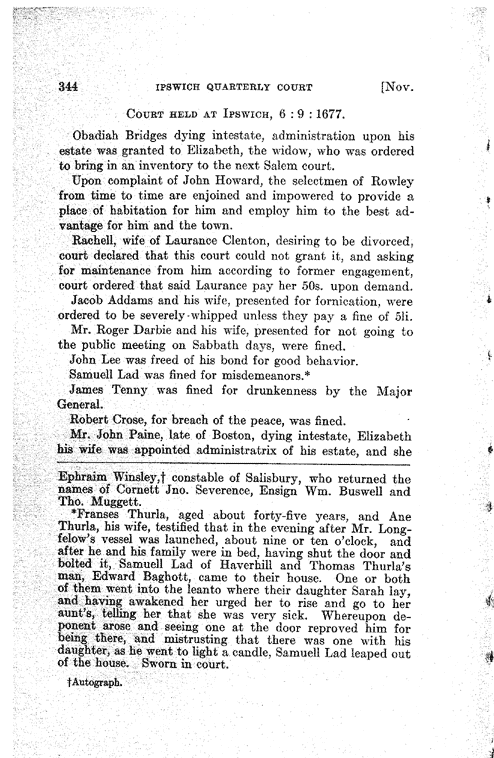 344 IPSWICH QUARTERLY COURT [Nov.
COURT HELD AT IPSWICH, 6 : 9 : 1677.
Obadiah Bridges dying intestate, administration upon his
estate was granted to Elizabeth, the widow, who was ordered
to bring in an inventory to the next Salem court.
Upon complaint of John Howard, the selectmen of Rowley
from time to time are enjoined and impowered to provide a
place of habitation for him and employ him to the best ad-
vantage for him and the town.
Rachell, wife of Laurance Clenton, desiring to be divorced,
court declared that this court could not grant it, and asking
for maintenance from him according to former engagement,
court ordered that said Laurance pay her 50s. upon demand.
Jacob Addams and his wife, presented for fornication, were
ordered to be severely whipped unless they pay a fine of 5li.
Mr. Roger Darbie and his wife, presented for not going to
the public meeting on Sabbath days, were fined.
John Lee was freed of his bond for good behavior.
Samuell Lad was fined for misdemeanors.*
James Tenny was fined for drunkenness by the Major
General.
Robert Crose, for breach of the peace, was fined.
Mr. John Paine, late of Boston, dying intestate, Elizabeth
his wife was appointed administratrix of his estate, and she
Ephraim Winsley,† constable of Salisbury, who returned the
names of Cornett Jno. Severence, Ensign Wm. Buswell and
Tho. Muggett.
*Franses Thurla, aged about forty-five years, and Ane
Thurla, his wife, testified that in the evening after Mr. Long-
felow's vessel was launched, about nine or ten o'clock, and
after he and his family were in bed, having shut the door and
bolted it, Samuell Lad of Haverhill and Thomas Thurla's
man, Edward Baghott, came to their house. One or both
of them went into the leanto where their daughter Sarah lay,
and having awakened her urged her to rise and go to her
aunt's, telling her that she was very sick. Whereupon de-
ponent arose and seeing one at the door reproved him for
being there, and mistrusting that there was one with his
daughter, as he went to light a candle, Samuell Lad leaped out
of the house. Sworn in court.
†Autograph.